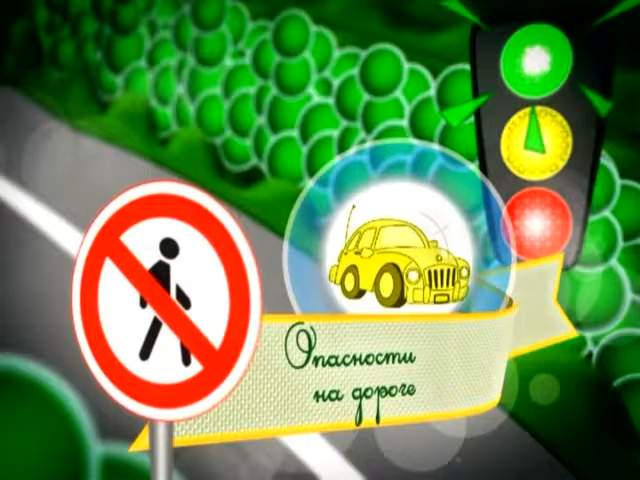 Опасности
на дороге